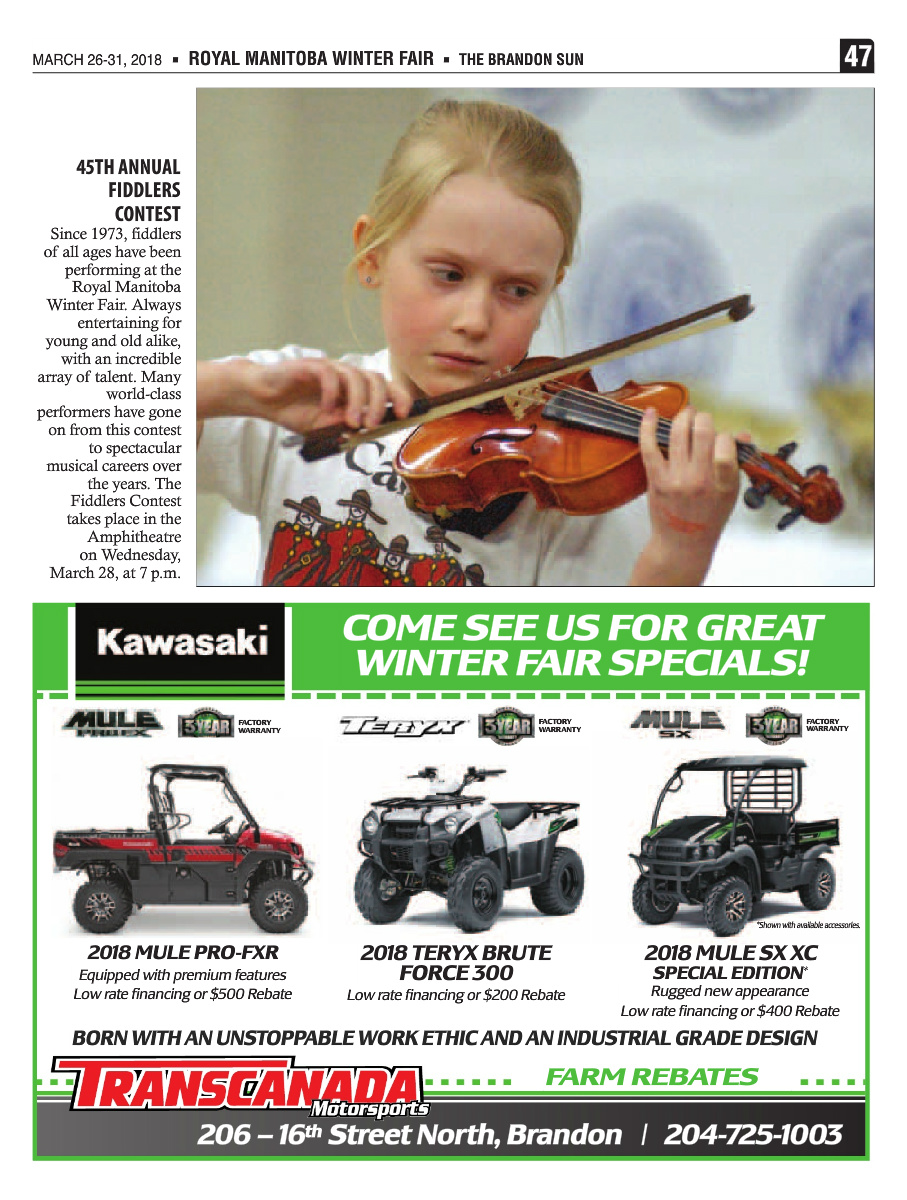 MARCH 26-31, 2018 ▪ ROYAL MANITOBA WINTER FAIR ▪ THE BRANDON SUN
47
45TH ANNUAL
FIDDLERS
CONTEST
Since 1973, fiddlers
of all ages have been
performing at the
Royal Manitoba
Winter Fair. Always
entertaining for
young and old alike,
with an incredible
array of talent. Many
world-class
performers have gone
on from this contest
to spectacular
musical careers over
the years. The
Fiddlers Contest
takes place in the
Amphitheatre
on Wednesday,
March 28, at 7 p.m.
Ca
Kawasaki
COME SEE US FOR GREAT
WINTER FAIR SPECIALS!
MULE
PRO-FX
3 YEAR
FACTORY
WARRANTY
TERYX
3 YEAR
FACTORY
WARRANTY
MULE
SX
3 YEAR
FACTORY
WARRANTY
*Shown with available accessories.
2018 MULE PRO-FXR
Equipped with premium features
Low rate financing or $500 Rebate
2018 TERYX BRUTE
FORCE 300
Low rate financing or $200 Rebate
2018 MULE SX XC
SPECIAL EDITION*
Rugged new appearance
Low rate financing or $400 Rebate
BORN WITH AN UNSTOPPABLE WORK ETHIC AND AN INDUSTRIAL GRADE DESIGN
TRANSCANADA
Motorsports
FARM REBATES
206 – 16th Street North, Brandon | 204-725-1003